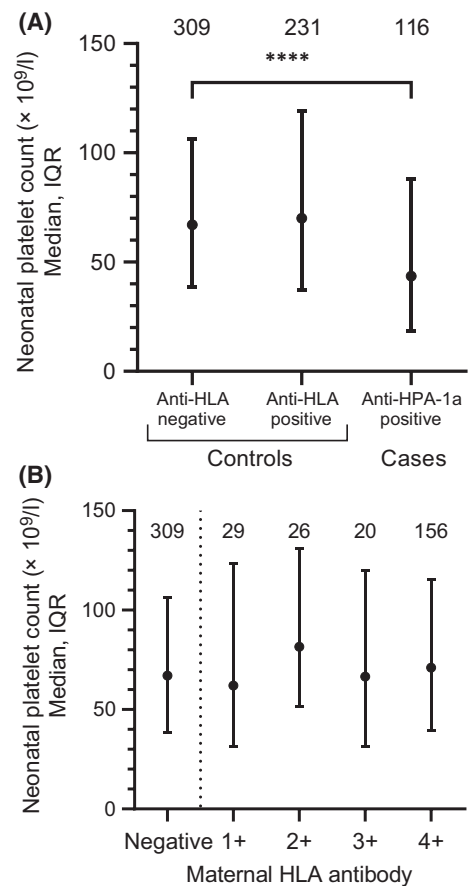 (A)
309 231 116
****
150
100
50
0
Neonatal platelet count (× 10⁹/l)
Median, IQR
Anti-HLA negative
Anti-HLA positive
Anti-HPA-1a positive
Controls Cases
(B)
150
100
50
0
309 29 26 20 156
Neonatal platelet count (× 10⁹/l)
Median, IQR
Negative 1+ 2+ 3+ 4+
Maternal HLA antibody